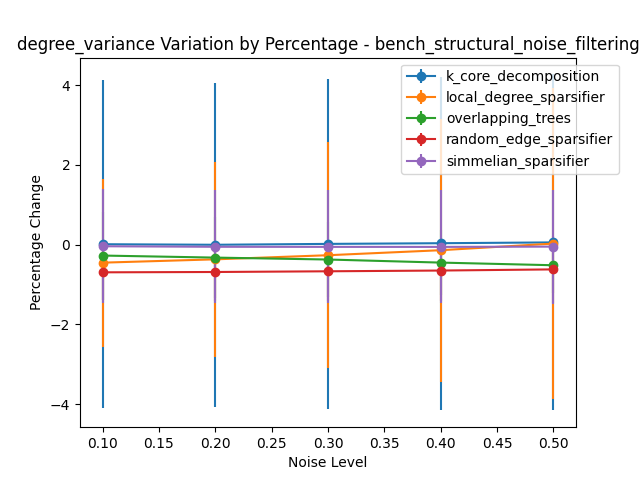 degree_variance Variation by Percentage - bench_structural_noise_filtering
k_core_decomposition
local_degree_sparsifier
overlapping_trees
random_edge_sparsifier
simmelian_sparsifier
Percentage Change
4
2
0
−2
−4
0.10 0.15 0.20 0.25 0.30 0.35 0.40 0.45 0.50
Noise Level